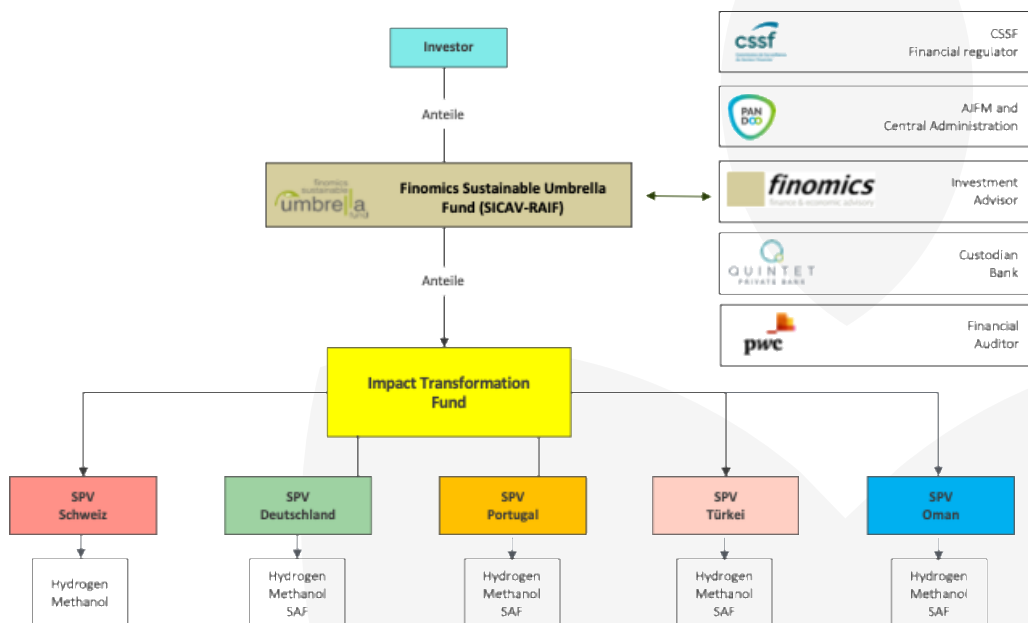 Investor
Anteile
finomics
sustainable
umbrella
fund
Finomics Sustainable Umbrella
Fund (SICAV-RAIF)
Anteile
Impact Transformation
Fund
cssf
CSSF
Financial regulator
PAN
DOO
AIFM and
Central Administration
finomics
finance & economic advisory
Investment
Advisor
QUINTET
PRIVATE BANK
Custodian
Bank
pwc
Financial
Auditor
SPV
Schweiz
SPV
Deutschland
SPV
Portugal
SPV
Türkei
SPV
Oman
Hydrogen
Methanol
Hydrogen
Methanol
SAF
Hydrogen
Methanol
SAF
Hydrogen
Methanol
SAF
Hydrogen
Methanol
SAF